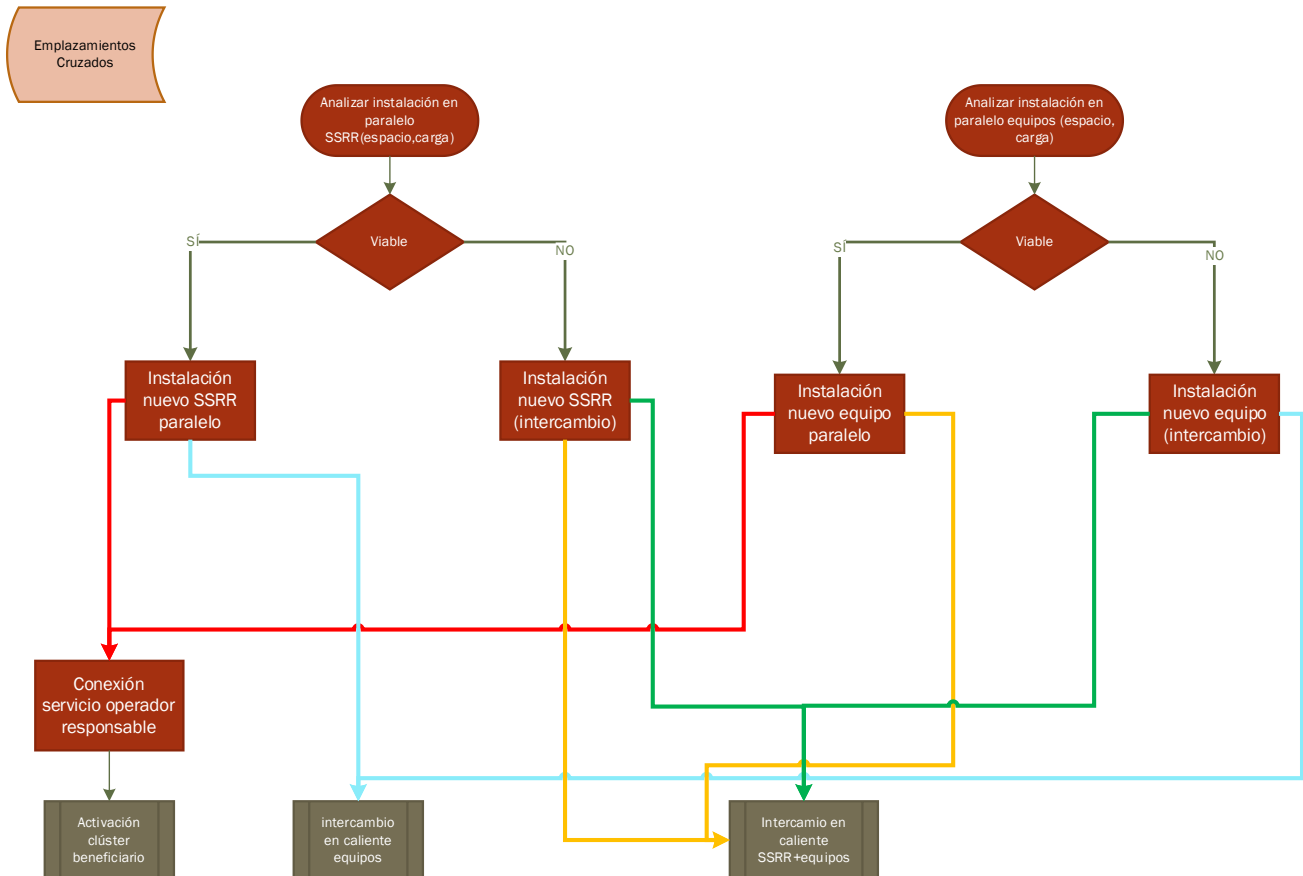 Emplazamientos
Cruzados
Analizar instalación en
paralelo
SSRR(espacio,carga)
Analizar instalación en
paralelo equipos (espacio,
carga)
Viable
Viable
SÍ
NO
SÍ
NO
Instalación
nuevo SSRR
paralelo
Instalación
nuevo SSRR
(intercambio)
Instalación
nuevo equipo
paralelo
Instalación
nuevo equipo
(intercambio)
Conexión
servicio operador
responsable
Activación
clúster
beneficiario
intercambio
en caliente
equipos
Intercamio en
caliente
SSRR+equipos